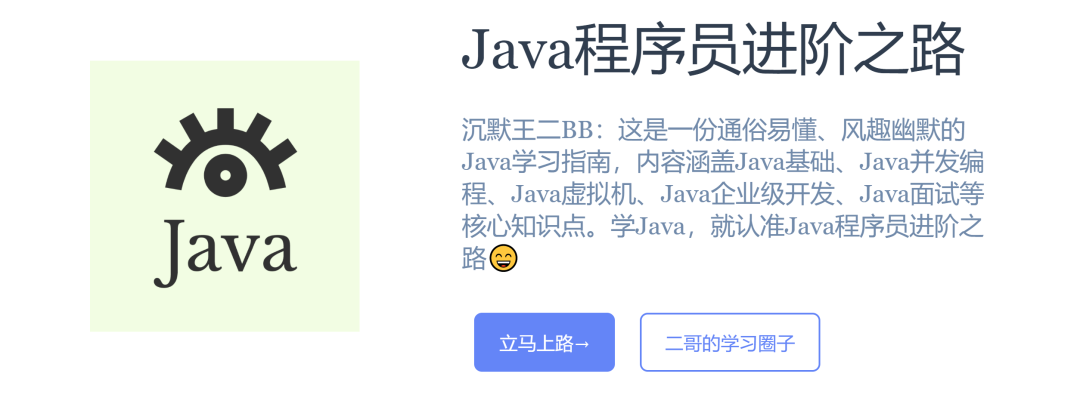 Java程序员进阶之路
沉默王二BB：这是一份通俗易懂、风趣幽默的
Java学习指南，内容涵盖Java基础、Java并发编
程、Java虚拟机、Java企业级开发、Java面试等
核心知识点。学Java，就认准Java程序员进阶之
路😄
Java
立马上路→
二哥的学习圈子